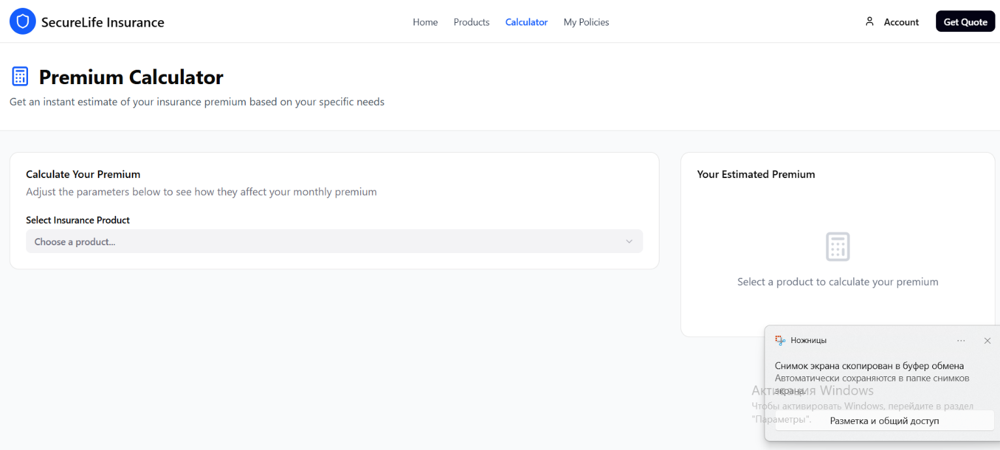 SecureLife Insurance
Home
Products
Calculator
My Policies
Account
Get Quote
Premium Calculator
Get an instant estimate of your insurance premium based on your specific needs
Calculate Your Premium
Adjust the parameters below to see how they affect your monthly premium
Select Insurance Product
Choose a product...
Your Estimated Premium
Select a product to calculate your premium
Ножницы
Снимок экрана скопирован в буфер обмена
Автоматически сохраняются в папке снимков
экрана.
Активация Windows
Чтобы активировать Windows, перейдите в раздел
"Параметры".
Разметка и общий доступ